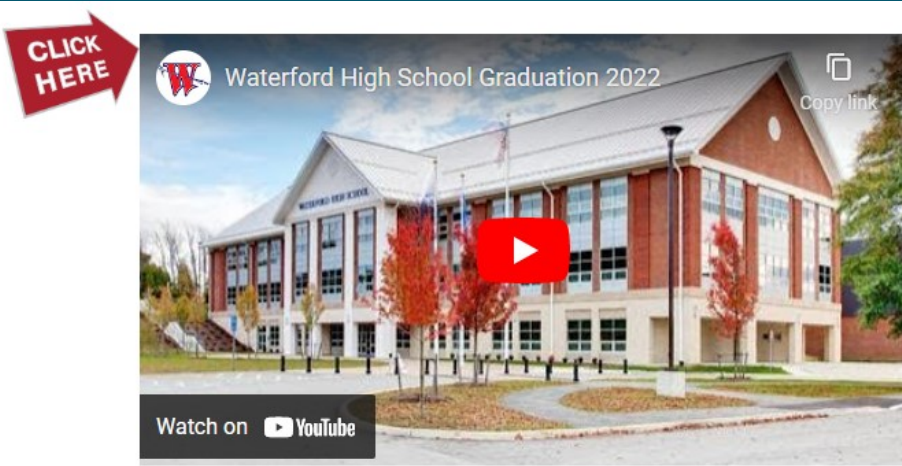 CLICK
HERE
W
Waterford High School Graduation 2022
Copy link
WATERFORD HIGH SCHOOL
Watch on YouTube